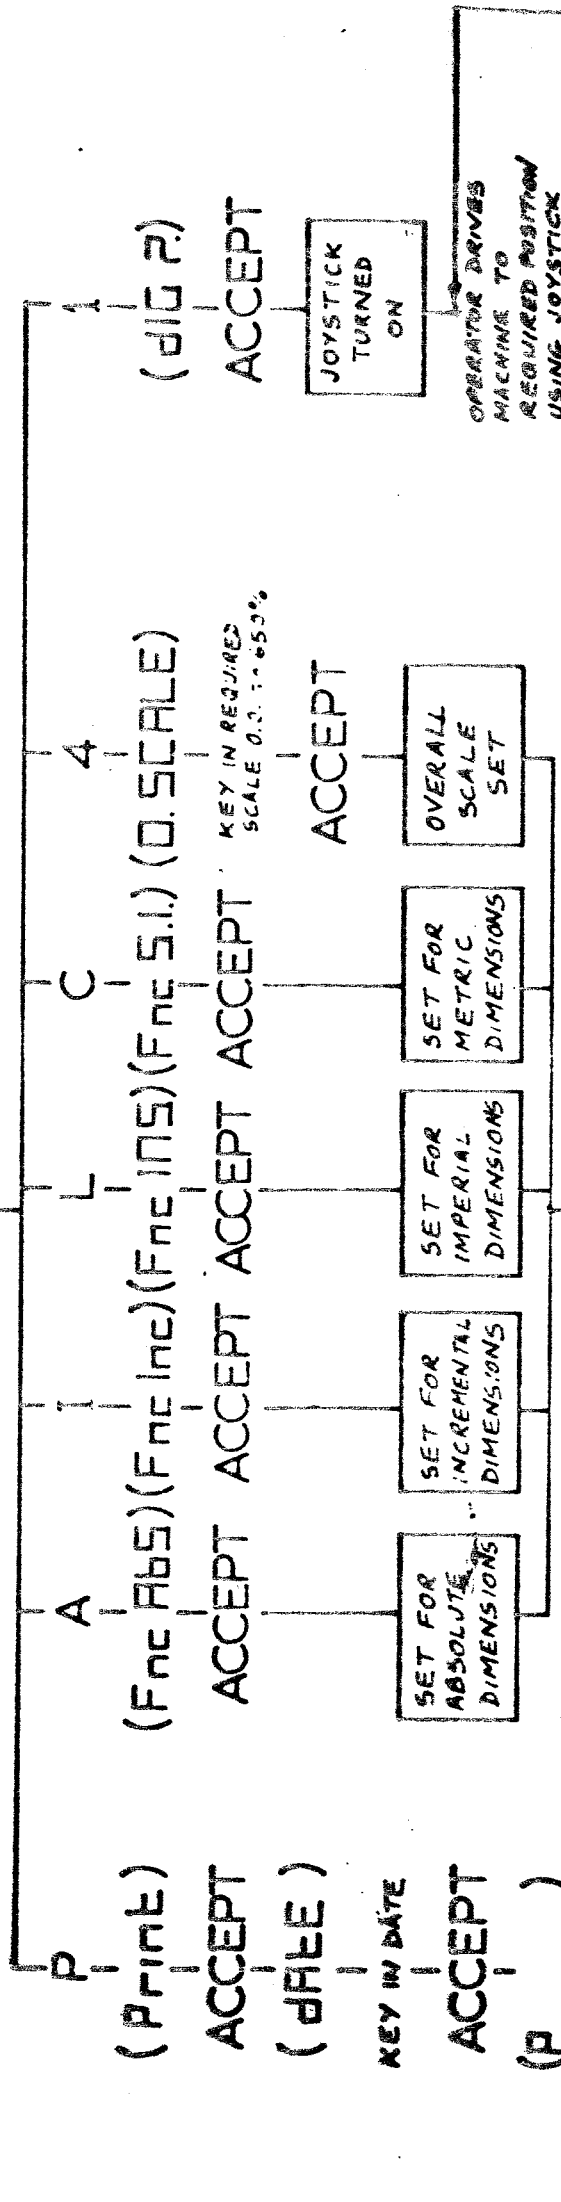 P
(Print)
ACCEPT
(dAtE)
KEY IN DATE
ACCEPT
(P )
A
(Fnc AbS)
ACCEPT
SET FOR
ABSOLUTE
DIMENSIONS
I
(Fnc Inc)
ACCEPT
SET FOR
INCREMENTAL
DIMENSIONS
L
(Fnc InS)
ACCEPT
SET FOR
IMPERIAL
DIMENSIONS
C
(Fnc S.I.)
ACCEPT
SET FOR
METRIC
DIMENSIONS
4
(O.SCALE)
KEY IN REQUIRED
SCALE
ACCEPT
OVERALL
SCALE
SET
1
(dIG P.)
ACCEPT
JOYSTICK
TURNED
ON
OPERATOR DRIVES
MACHINE TO
REQUIRED POSITION
USING JOYSTICK